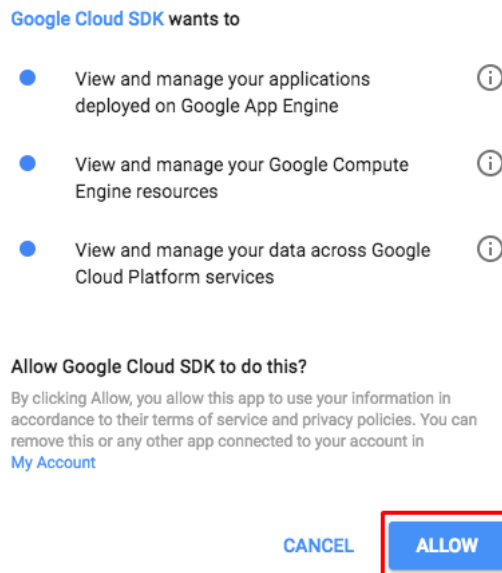 Google Cloud SDK wants to
View and manage your applications
deployed on Google App Engine
View and manage your Google Compute
Engine resources
View and manage your data across Google
Cloud Platform services
Allow Google Cloud SDK to do this?
By clicking Allow, you allow this app to use your information in
accordance to their terms of service and privacy policies. You can
remove this or any other app connected to your account in
My Account
CANCEL ALLOW